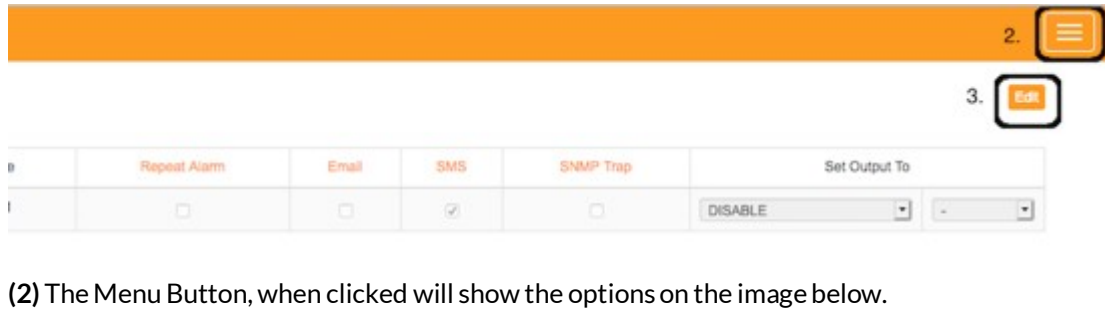 2.
3. Edit
Repeat Alarm Email SMS SNMP Trap Set Output To
DISABLE -
(2) The Menu Button, when clicked will show the options on the image below.